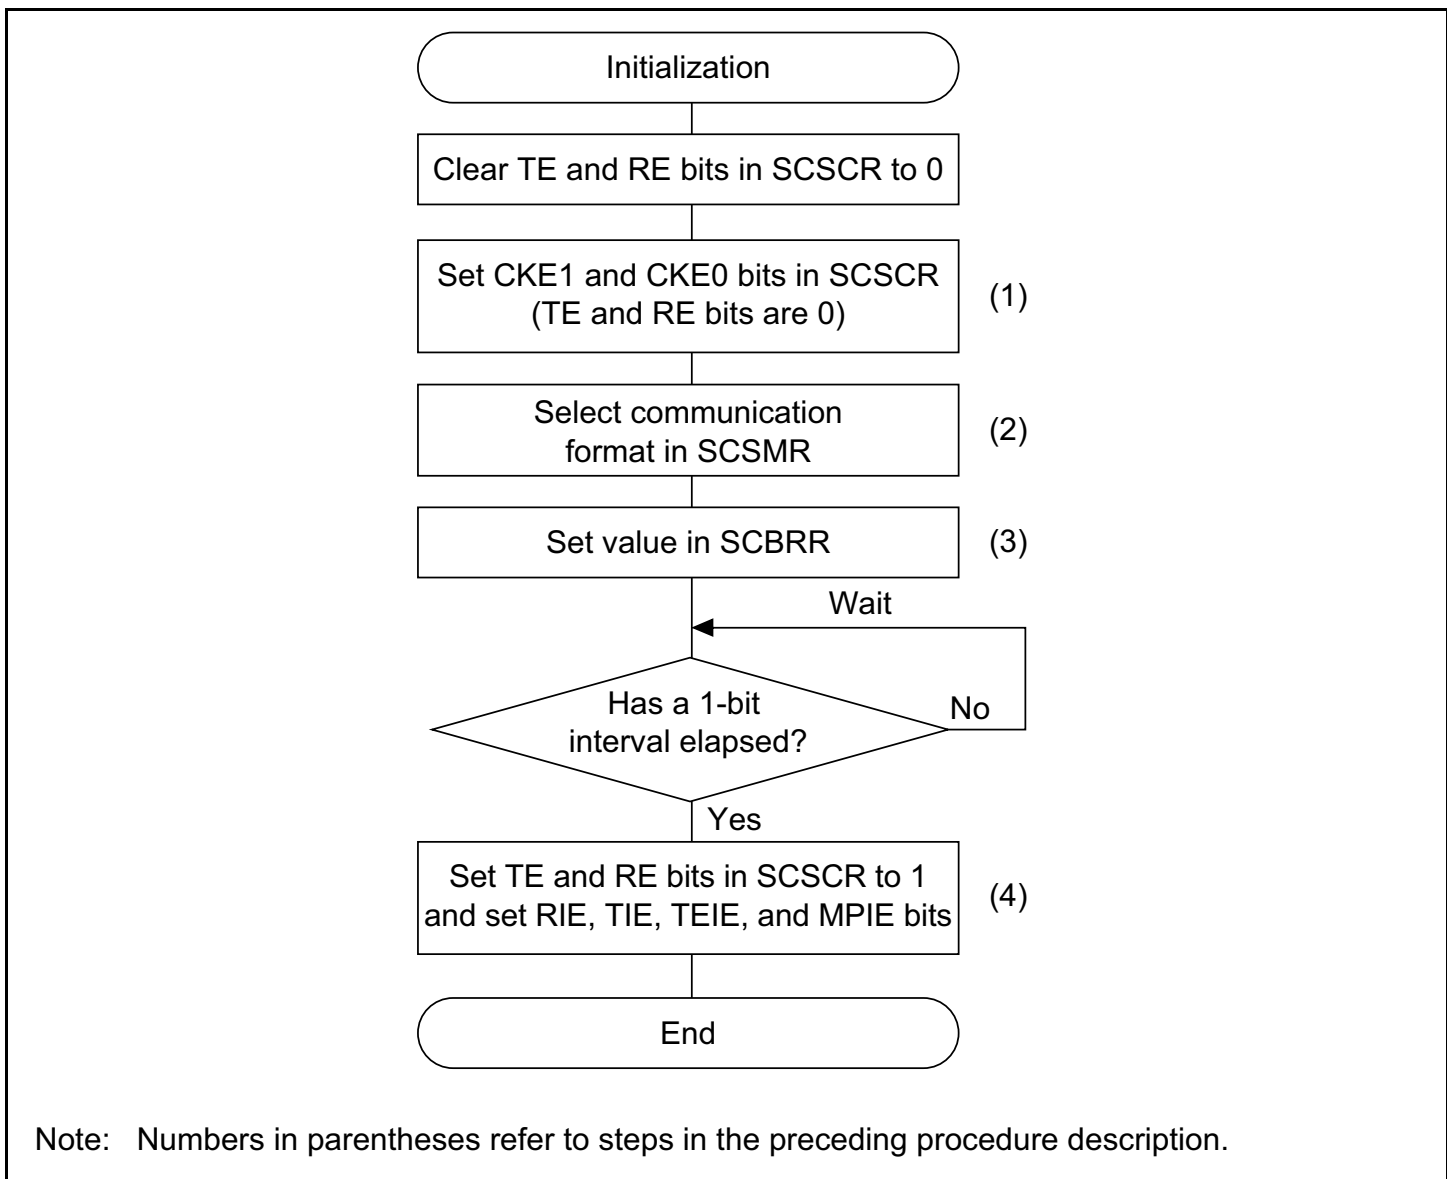 Initialization
Clear TE and RE bits in SCSCR to 0
Set CKE1 and CKE0 bits in SCSCR
(TE and RE bits are 0)
(1)
Select communication
format in SCSMR
(2)
Set value in SCBRR
(3)
Wait
Has a 1-bit
interval elapsed?
No
Yes
Set TE and RE bits in SCSCR to 1
and set RIE, TIE, TEIE, and MPIE bits
(4)
End
Note: Numbers in parentheses refer to steps in the preceding procedure description.